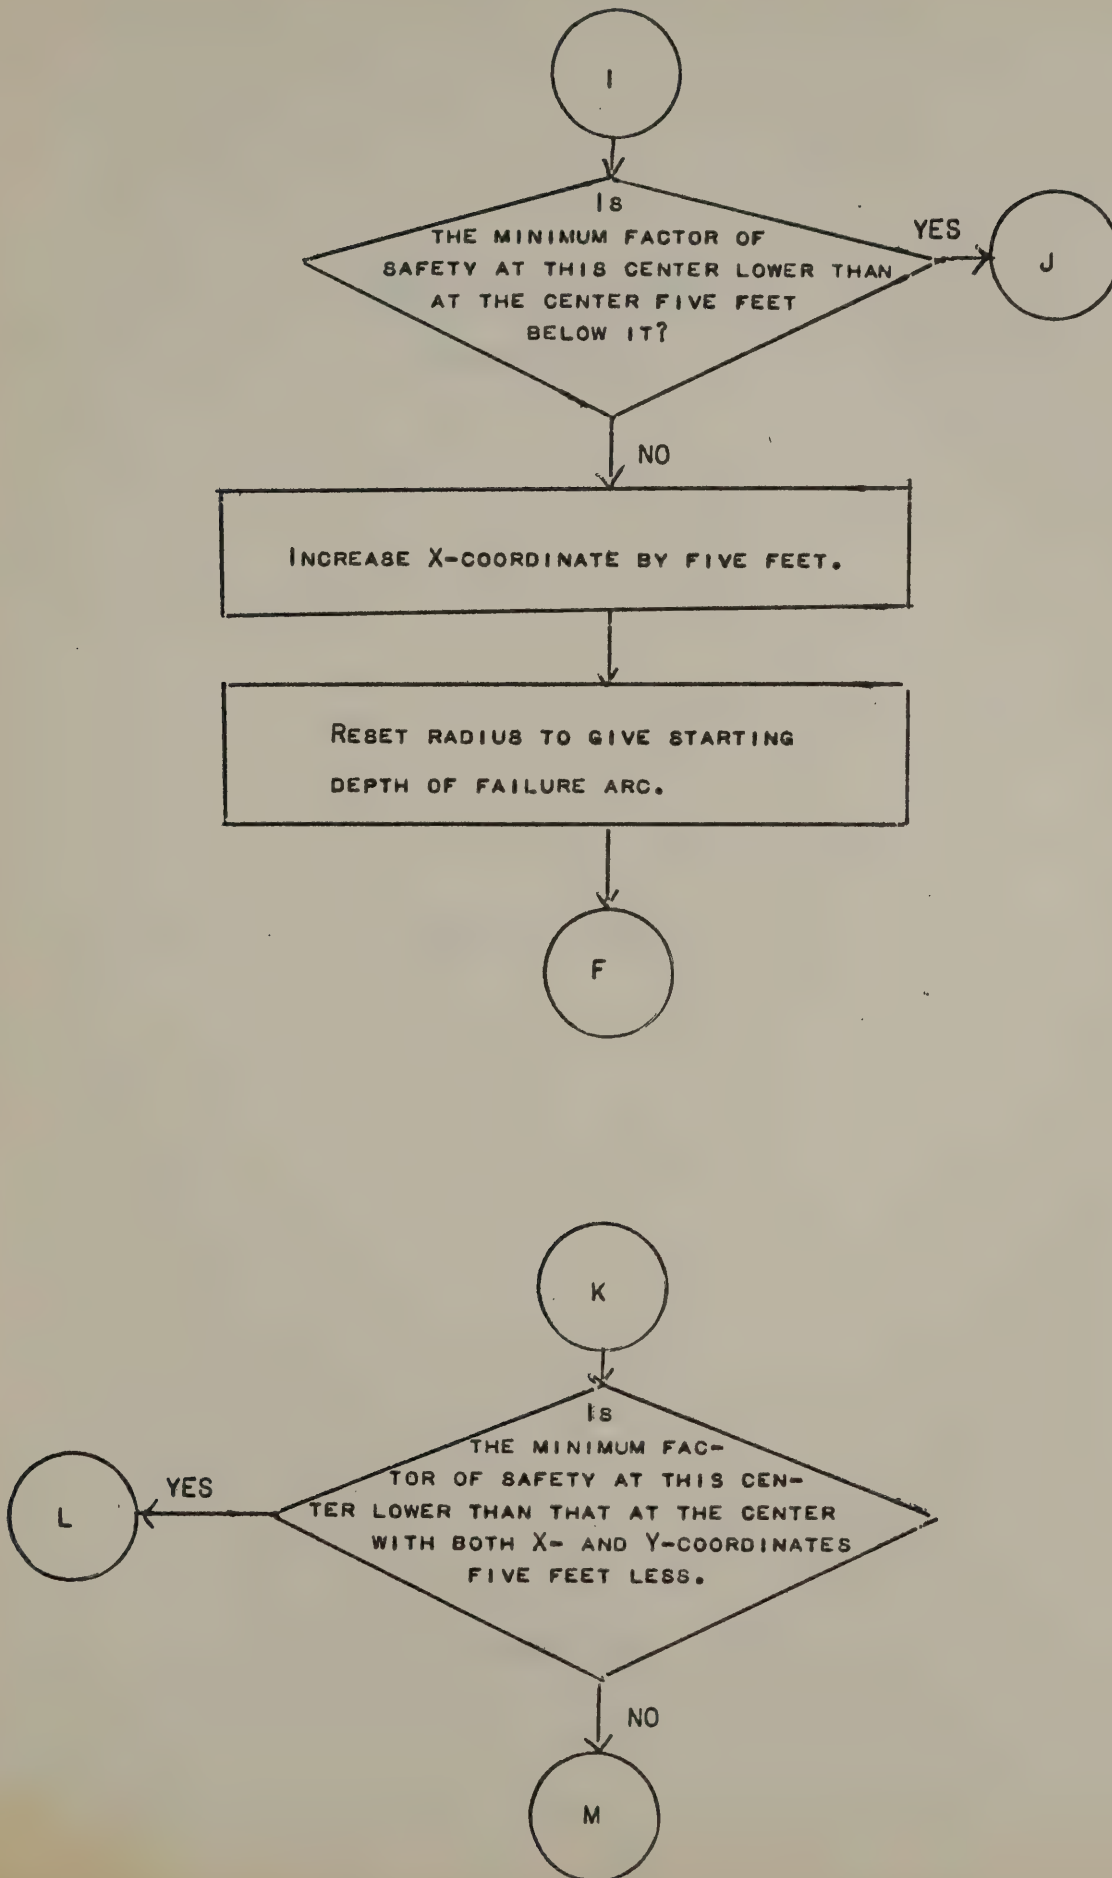 I
Is
THE MINIMUM FACTOR OF
SAFETY AT THIS CENTER LOWER THAN
AT THE CENTER FIVE FEET
BELOW IT?
YES
J
NO
INCREASE X-COORDINATE BY FIVE FEET.
RESET RADIUS TO GIVE STARTING
DEPTH OF FAILURE ARC.
F
K
Is
THE MINIMUM FAC-
TOR OF SAFETY AT THIS CEN-
TER LOWER THAN THAT AT THE CENTER
WITH BOTH X- AND Y-COORDINATES
FIVE FEET LESS.
YES
L
NO
M